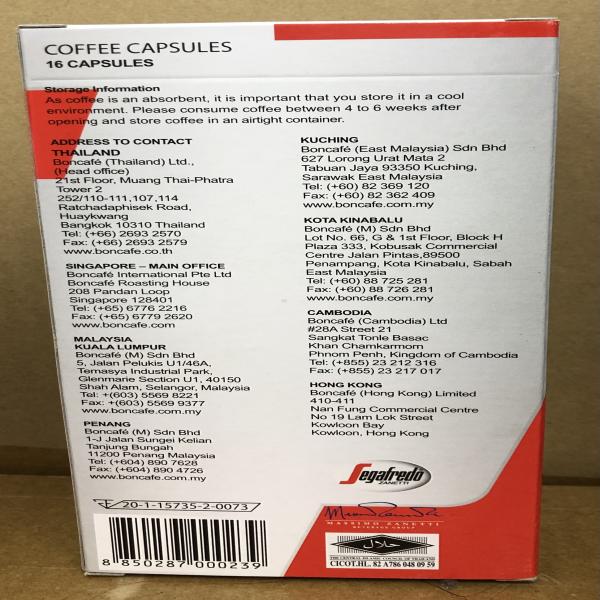 COFFEE CAPSULES
16 CAPSULES
Storage Information
As coffee is an absorbent, it is important that you store it in a cool
environment. Please consume coffee between 4 to 6 weeks after
opening and store coffee in an airtight container.
ADDRESS TO CONTACT
THAILAND
Boncafé (Thailand) Ltd.,
(Head office)
21st Floor, Muang Thai-Phatra
Tower 2
252/110-111,107,114
Ratchadaphisek Road,
Huaykwang
Bangkok 10310 Thailand
Tel: (+66) 2693 2570
Fax: (+66) 2693 2579
www.boncafe.co.th
SINGAPORE – MAIN OFFICE
Boncafé International Pte Ltd
Boncafé Roasting House
208 Pandan Loop
Singapore 128401
Tel: (+65) 6776 2216
Fax: (+65) 6779 2620
www.boncafe.com
MALAYSIA
KUALA LUMPUR
Boncafé (M) Sdn Bhd
5, Jalan Pelukis U1/46A,
Temasya Industrial Park,
Glenmarie Section U1, 40150
Shah Alam, Selangor, Malaysia
Tel: (+603) 5569 8221
Fax: +(603) 5569 9377
www.boncafe.com.my
PENANG
Boncafé (M) Sdn Bhd
1-J Jalan Sungei Kelian
Tanjung Bungah
11200 Penang Malaysia
Tel: (+604) 890 7628
Fax: (+604) 890 4726
www.boncafe.com.my
KUCHING
Boncafé (East Malaysia) Sdn Bhd
627 Lorong Urat Mata 2
Tabuan Jaya 93350 Kuching,
Sarawak East Malaysia
Tel: (+60) 82 369 120
Fax: (+60) 82 362 409
www.boncafe.com.my
KOTA KINABALU
Boncafé (M) Sdn Bhd
Lot No. 66, G & 1st Floor, Block H
Plaza 333, Kobusak Commercial
Centre Jalan Pintas,89500
Penampang, Kota Kinabalu, Sabah
East Malaysia
Tel: (+60) 88 725 281
Fax: (+60) 88 726 281
www.boncafe.com.my
CAMBODIA
Boncafé (Cambodia) Ltd
#28A Street 21
Sangkat Tonle Basac
Khan Chamkarmorn
Phnom Penh, Kingdom of Cambodia
Tel: (+855) 23 212 316
Fax: (+855) 23 217 017
HONG KONG
Boncafé (Hong Kong) Limited
410-411
Nan Fung Commercial Centre
No 19 Lam Lok Street
Kowloon Bay
Kowloon, Hong Kong
Segafredo
ZANETTI
MASSIMO ZANETTI
BEVERAGE GROUP
20-1-15735-2-0073
8 850287 000239
حلال
THE CENTRAL ISLAMIC COUNCIL OF THAILAND
CICOT.HL. 82 A786 048 09 59